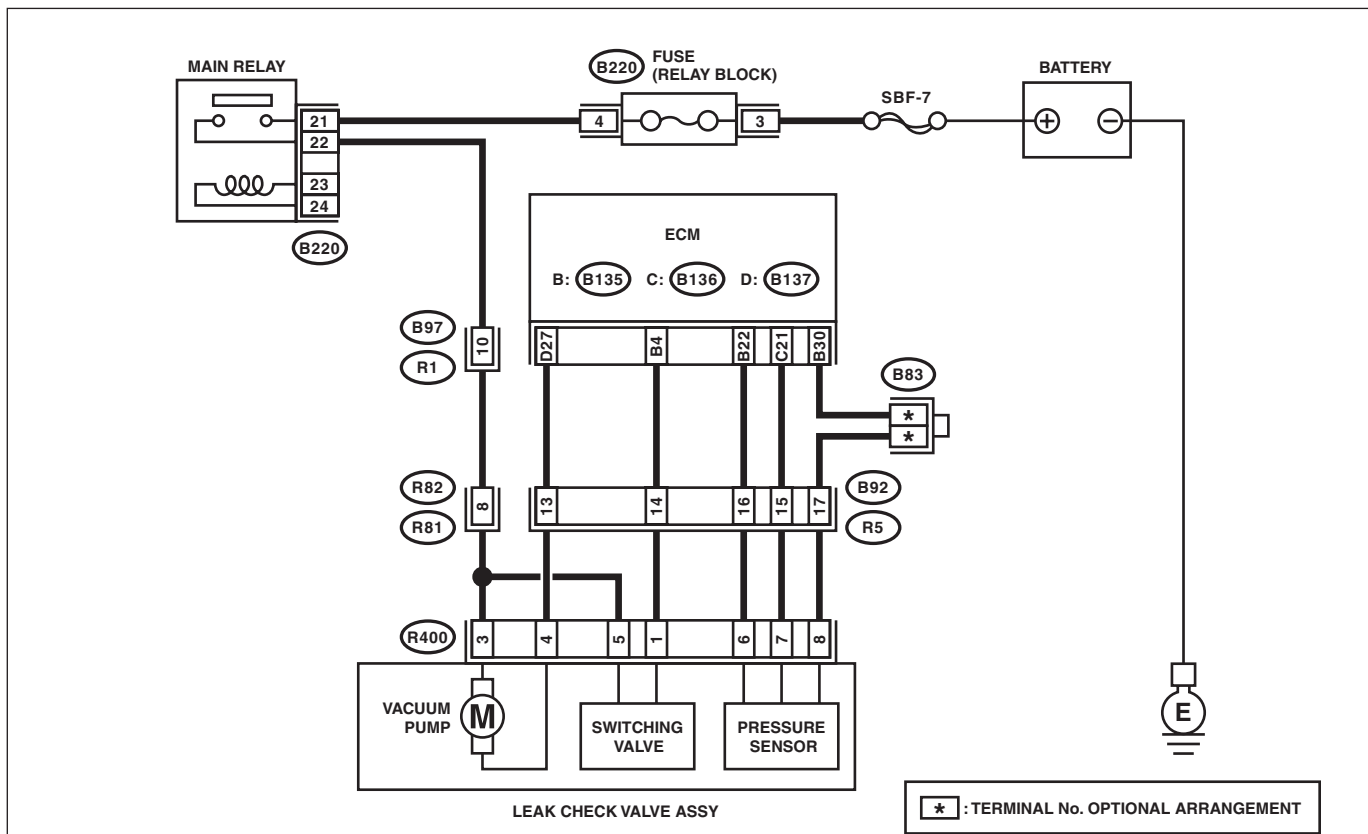 MAIN RELAY
B220
FUSE
(RELAY BLOCK)
BATTERY
SBF-7
21
22
23
24
4
3
+
−
B220
ECM
B: B135 C: B136 D: B137
B97
R1
10
D27
B4
B22
C21
B30
B83
*
*
R82
R81
8
13
14
16
15
17
B92
R5
R400
3
4
5
1
6
7
8
VACUUM
PUMP
M
SWITCHING
VALVE
PRESSURE
SENSOR
E
LEAK CHECK VALVE ASSY
* : TERMINAL No. OPTIONAL ARRANGEMENT